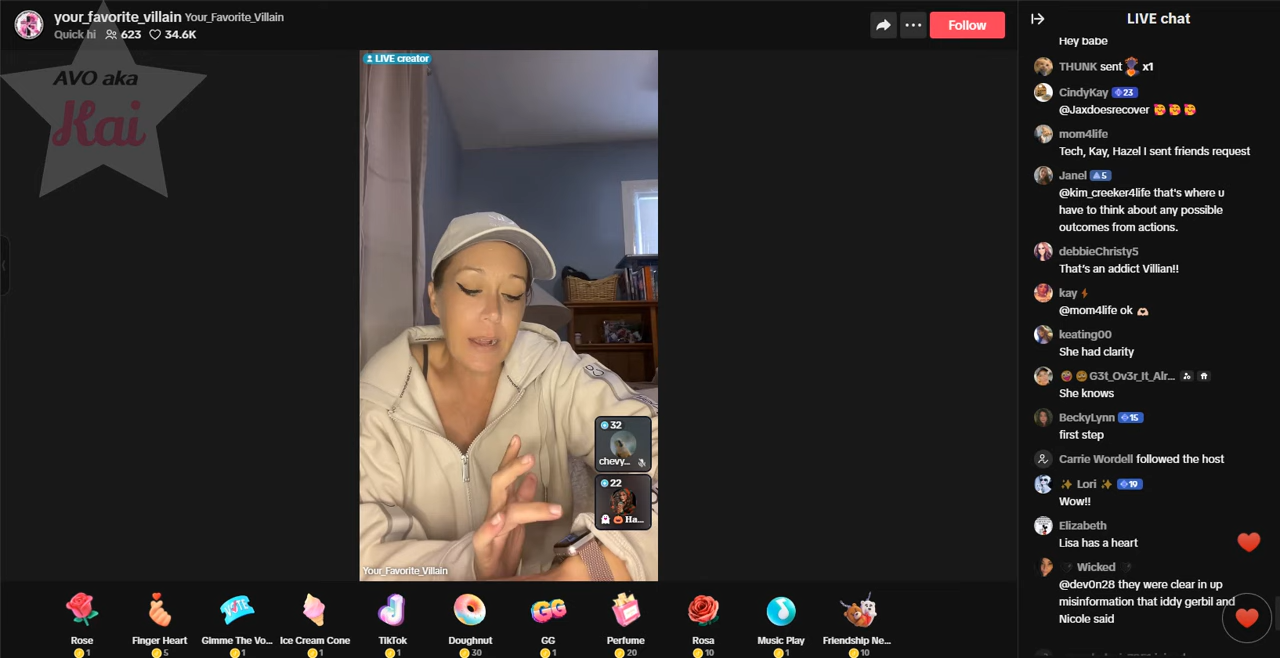 your_favorite_villain Your_Favorite_Villain
Quick hi 623 34.6K
Follow
AVO aka
Kai
LIVE creator
32
chevy...
22
Ha...
Your_Favorite_Villain
Rose
1
Finger Heart
5
Gimme The Vo...
1
Ice Cream Cone
1
TikTok
1
Doughnut
30
GG
1
Perfume
20
Rosa
10
Music Play
1
Friendship Ne...
10
LIVE chat
Hey babe
THUNK sent x1
CindyKay 23
@Jaxdoesrecover 🥰 🥰 🥰
mom4life
Tech, Kay, Hazel I sent friends request
Janel 5
@kim_creeker4life that's where u
have to think about any possible
outcomes from actions.
debbieChristy5
That's an addict Villian!!
kay⚡
@mom4life ok 🫶🏻
keating00
She had clarity
G3t_Ov3r_It_Alr...
She knows
BeckyLynn 15
first step
Carrie Wordell followed the host
✨ Lori ✨ 19
Wow!!
Elizabeth
Lisa has a heart
Wicked
@dev0n28 they were clear in up
misinformation that iddy gerbil and
Nicole said